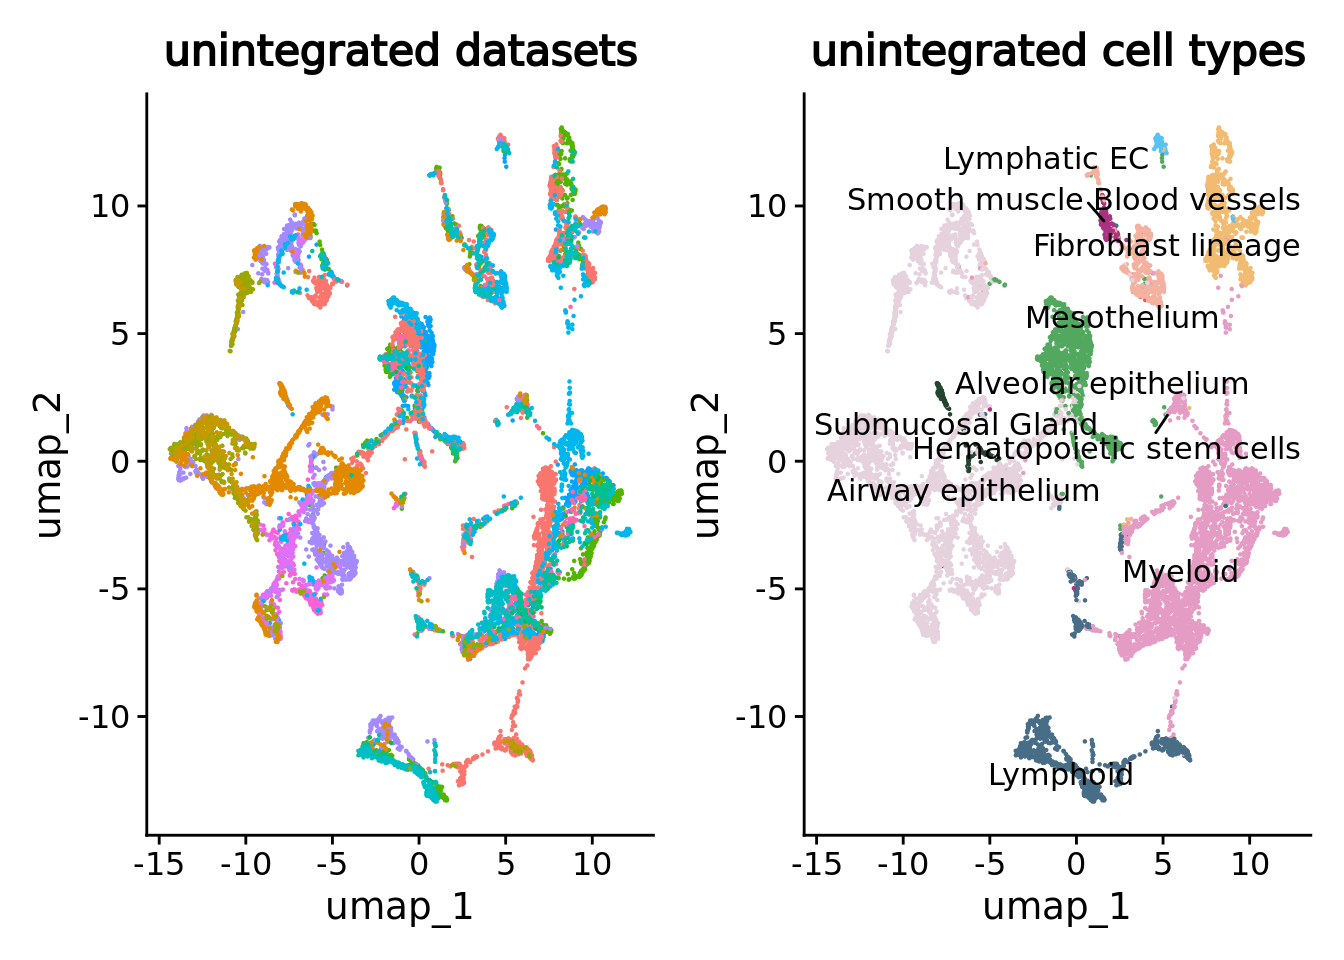 unintegrated datasets
umap_2
10
5
0
-5
-10
-15 -10 -5 0 5 10
umap_1
unintegrated cell types
umap_2
10
5
0
-5
-10
Lymphatic EC
Smooth muscle Blood vessels
Fibroblast lineage
Mesothelium
Alveolar epithelium
Submucosal Gland
Hematopoietic stem cells
Airway epithelium
Myeloid
Lymphoid
-15 -10 -5 0 5 10
umap_1